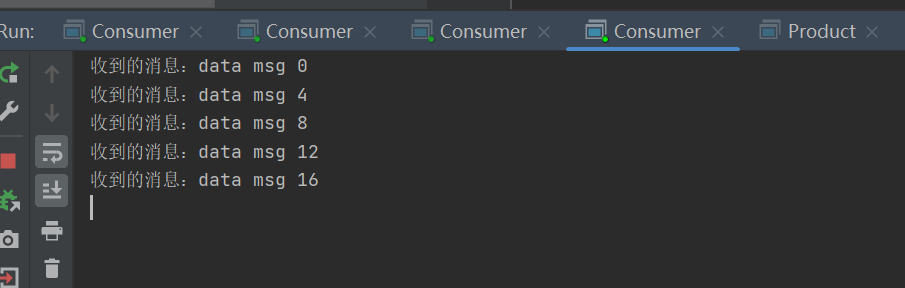 Run: Consumer Consumer Consumer Consumer Product
收到的消息：data msg 0
收到的消息：data msg 4
收到的消息：data msg 8
收到的消息：data msg 12
收到的消息：data msg 16